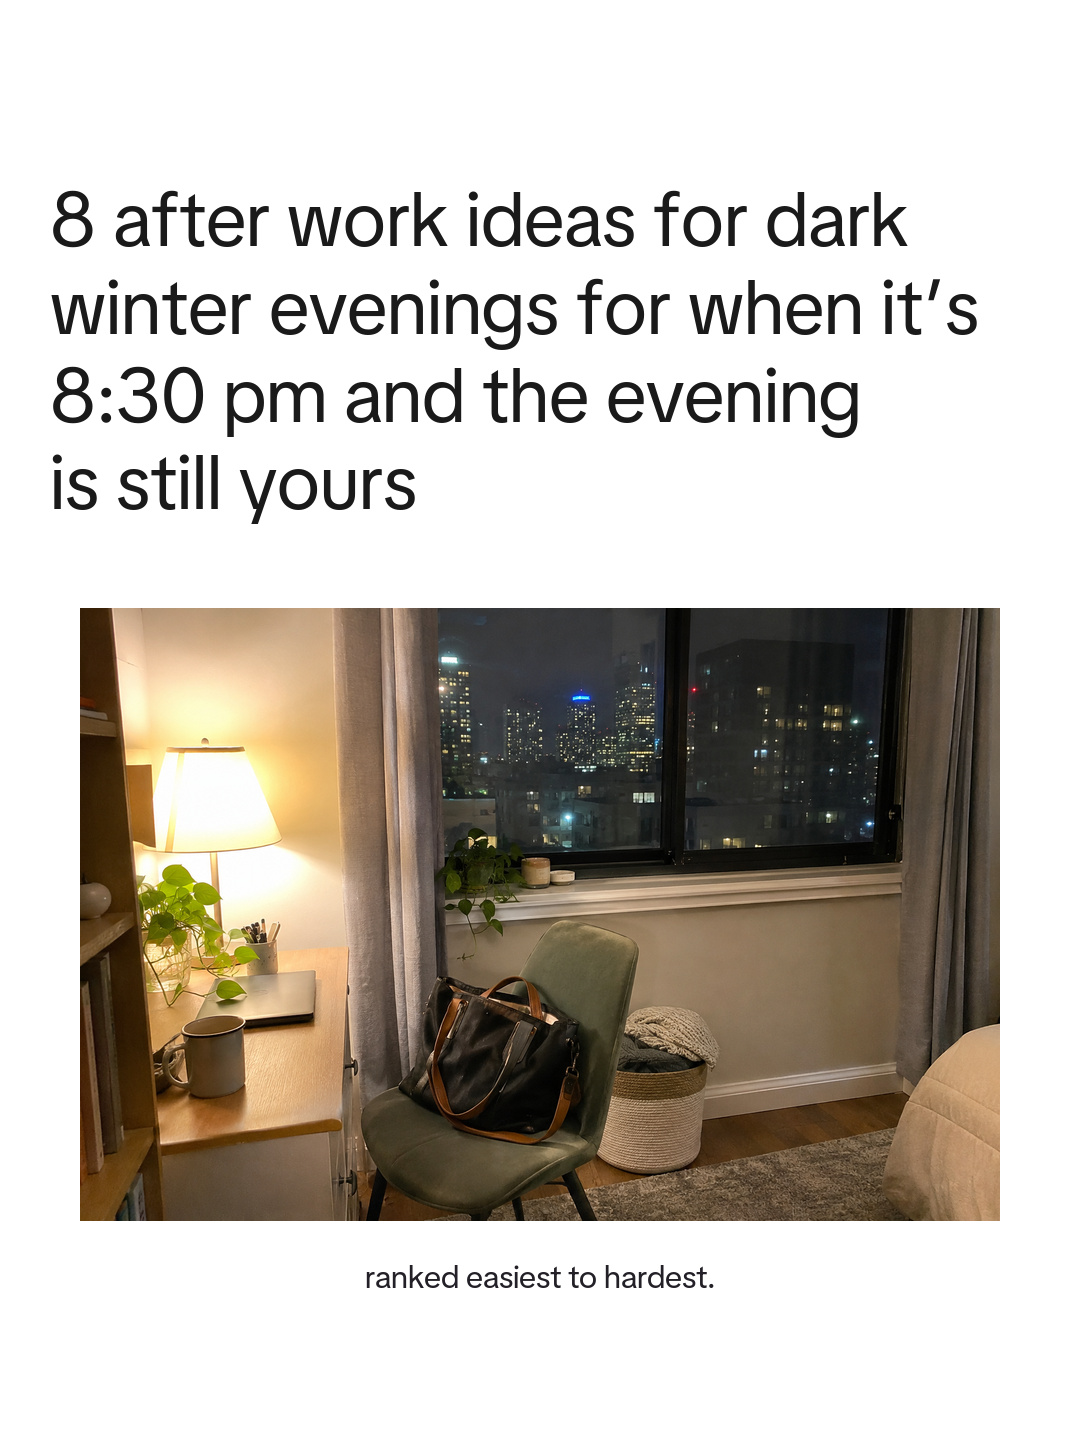 8 after work ideas for dark
winter evenings for when it’s
8:30 pm and the evening
is still yours
ranked easiest to hardest.